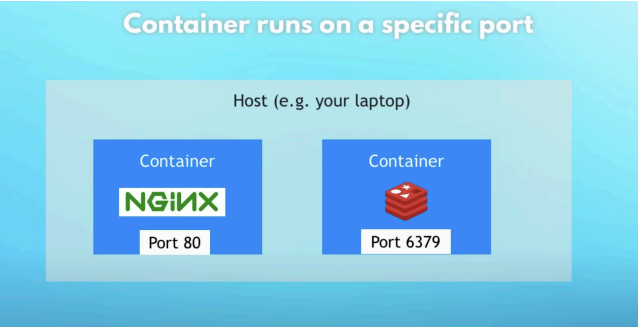 Container runs on a specific port
Host (e.g. your laptop)
Container
NGINX
Port 80
Container
Port 6379